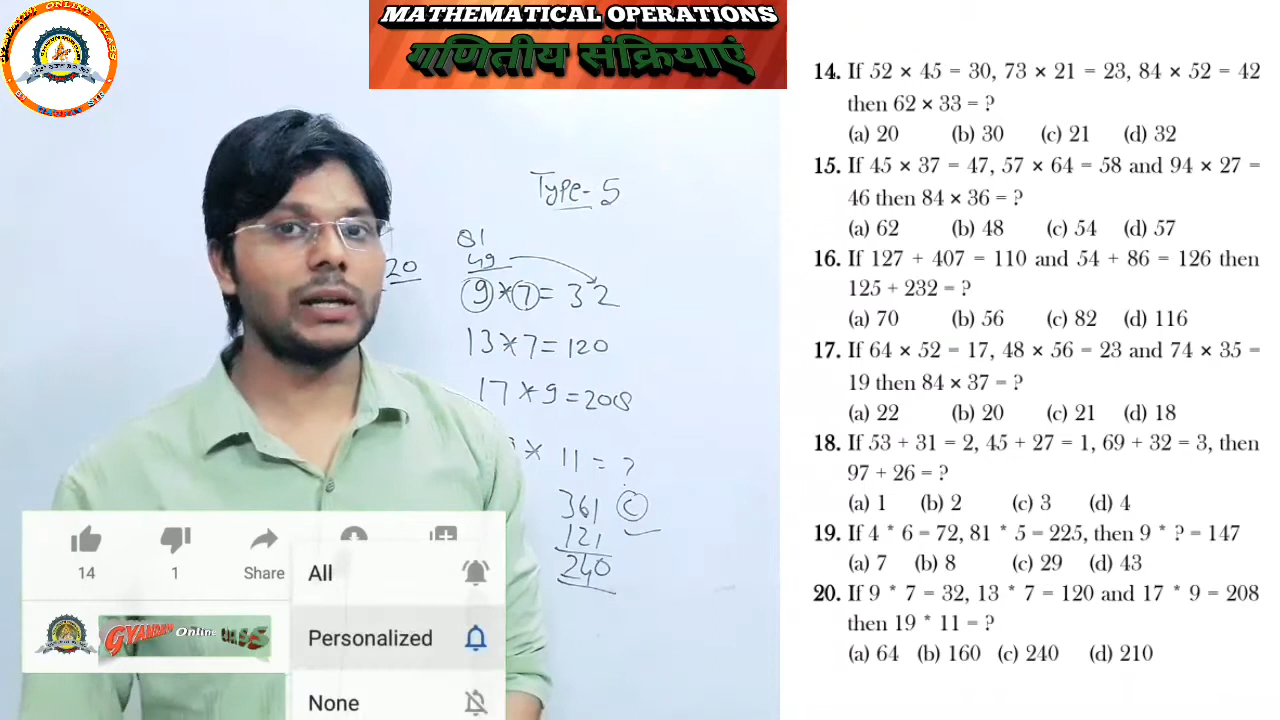 MATHEMATICAL OPERATIONS
गणितीय संक्रियाएं
Type-5
81
49
20
9*7=32
13*7=120
17*9=208
* 11=?
361 C
121
240
14
1
Share
All
Personalized
None
GYANDAM Online CLASS
14. If 52 × 45 = 30, 73 × 21 = 23, 84 × 52 = 42
then 62 × 33 = ?
(a) 20 (b) 30 (c) 21 (d) 32
15. If 45 × 37 = 47, 57 × 64 = 58 and 94 × 27 =
46 then 84 × 36 = ?
(a) 62 (b) 48 (c) 54 (d) 57
16. If 127 + 407 = 110 and 54 + 86 = 126 then
125 + 232 = ?
(a) 70 (b) 56 (c) 82 (d) 116
17. If 64 × 52 = 17, 48 × 56 = 23 and 74 × 35 =
19 then 84 × 37 = ?
(a) 22 (b) 20 (c) 21 (d) 18
18. If 53 + 31 = 2, 45 + 27 = 1, 69 + 32 = 3, then
97 + 26 = ?
(a) 1 (b) 2 (c) 3 (d) 4
19. If 4 * 6 = 72, 81 * 5 = 225, then 9 * ? = 147
(a) 7 (b) 8 (c) 29 (d) 43
20. If 9 * 7 = 32, 13 * 7 = 120 and 17 * 9 = 208
then 19 * 11 = ?
(a) 64 (b) 160 (c) 240 (d) 210